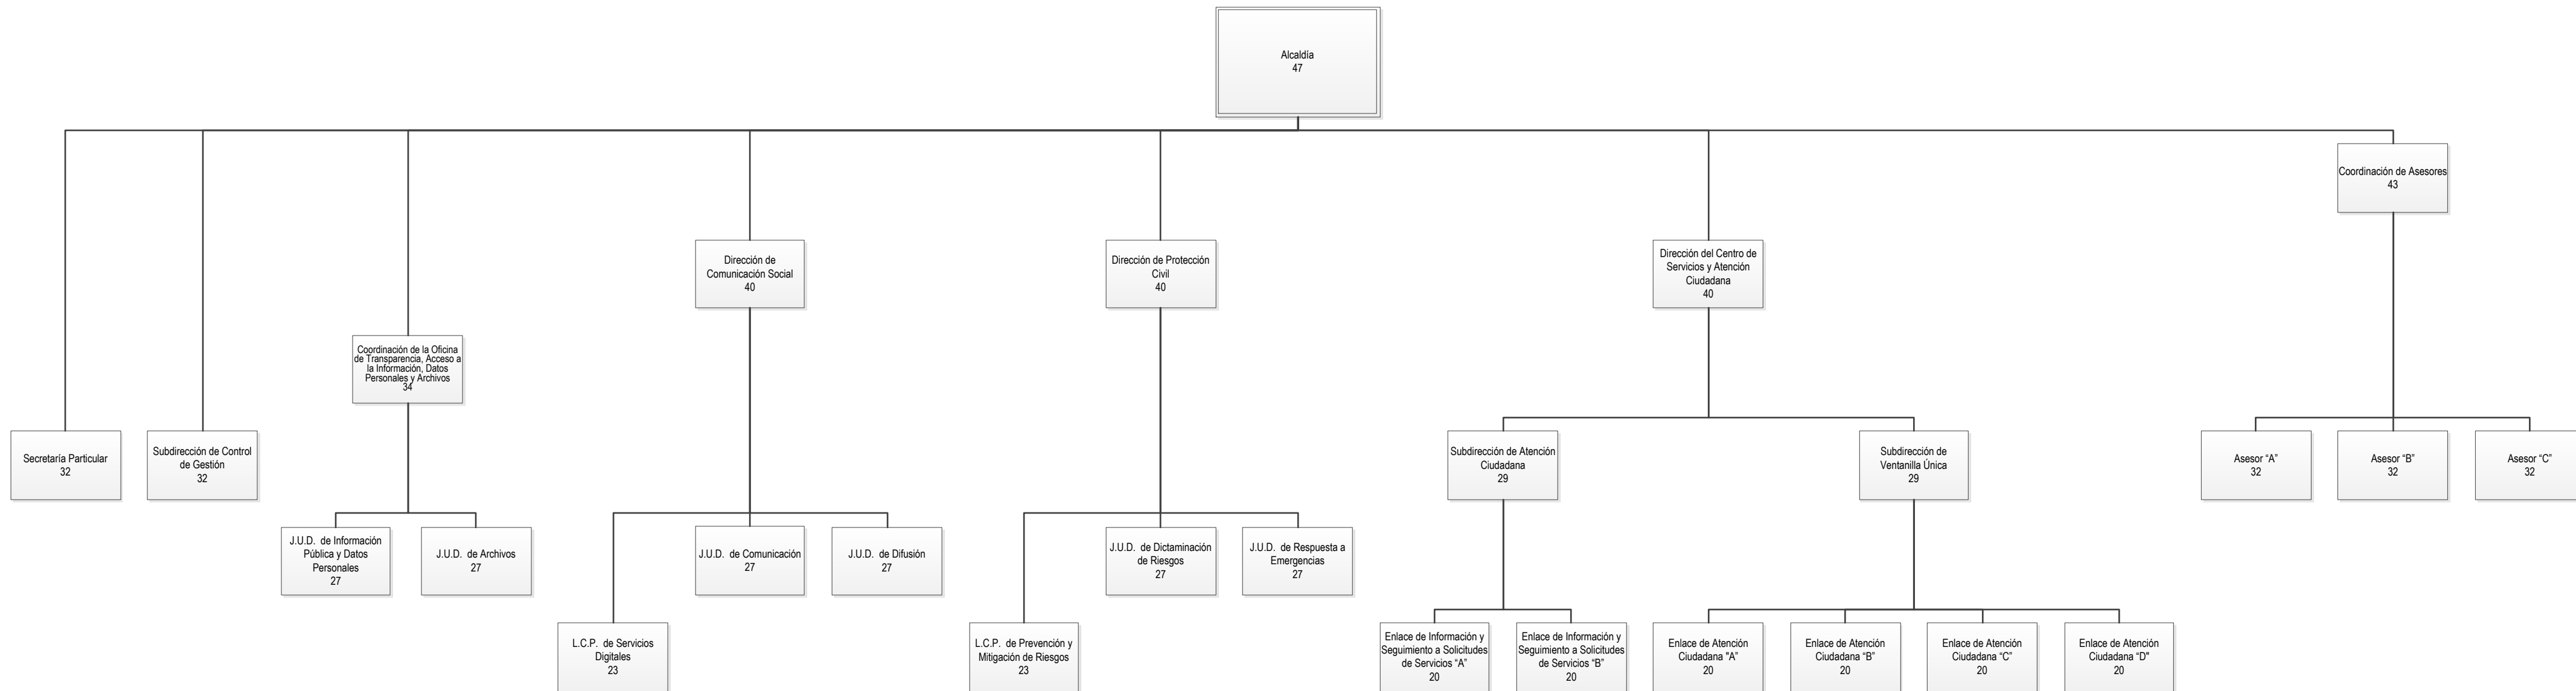 Alcaldía
47
Coordinación de Asesores
43
Dirección de
Comunicación Social
40
Dirección de Protección
Civil
40
Dirección del Centro de
Servicios y Atención
Ciudadana
40
Coordinación de la Oficina
de Transparencia, Acceso a
la Información, Datos
Personales y Archivos
34
Secretaría Particular
32
Subdirección de Control
de Gestión
32
Subdirección de Atención
Ciudadana
29
Subdirección de
Ventanilla Única
29
Asesor “A”
32
Asesor “B”
32
Asesor “C”
32
J.U.D.  de Información
Pública y Datos
Personales
27
J.U.D.  de Archivos
27
J.U.D.  de Comunicación
27
J.U.D.  de Difusión
27
J.U.D.  de Dictaminación
de Riesgos
27
J.U.D.  de Respuesta a
Emergencias
27
L.C.P.  de Servicios
Digitales
23
L.C.P.  de Prevención y
Mitigación de Riesgos
23
Enlace de Información y
Seguimiento a Solicitudes
de Servicios “A”
20
Enlace de Información y
Seguimiento a Solicitudes
de Servicios “B”
20
Enlace de Atención
Ciudadana "A”
20
Enlace de Atención
Ciudadana “B”
20
Enlace de Atención
Ciudadana “C”
20
Enlace de Atención
Ciudadana “D"
20